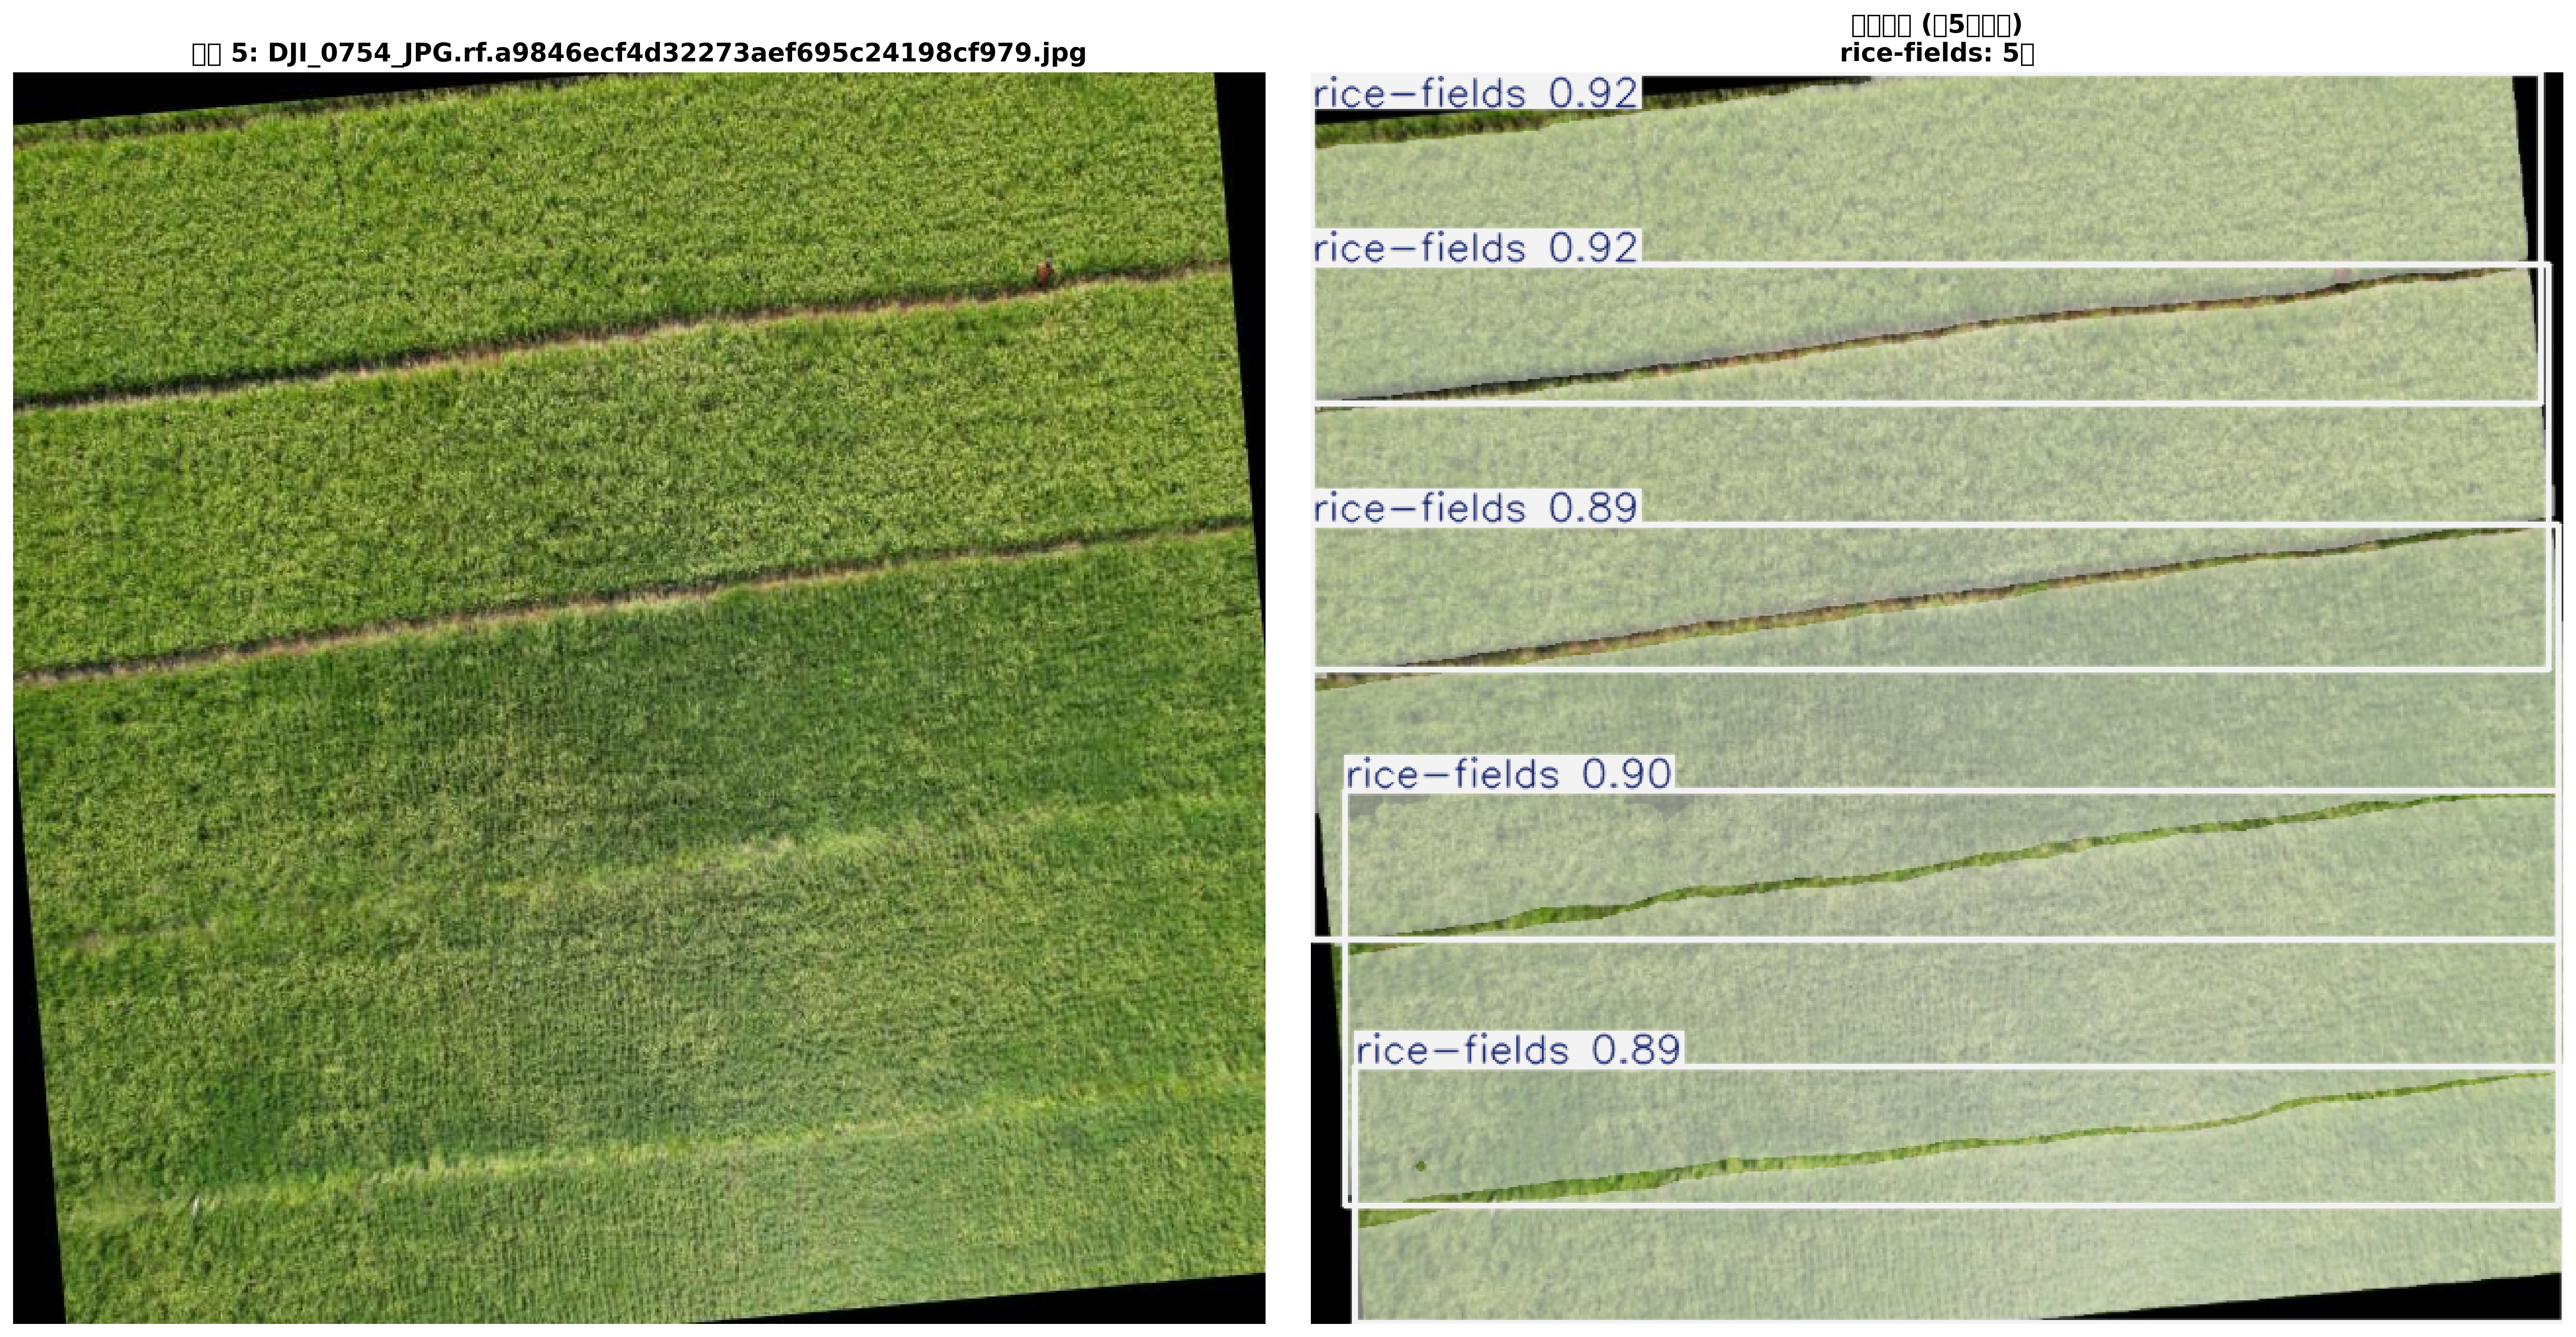 5: DJI_0754_JPG.rf.a9846ecf4d32273aef695c24198cf979.jpg
(5)
rice-fields: 5
rice-fields 0.92
rice-fields 0.92
rice-fields 0.89
rice-fields 0.90
rice-fields 0.89